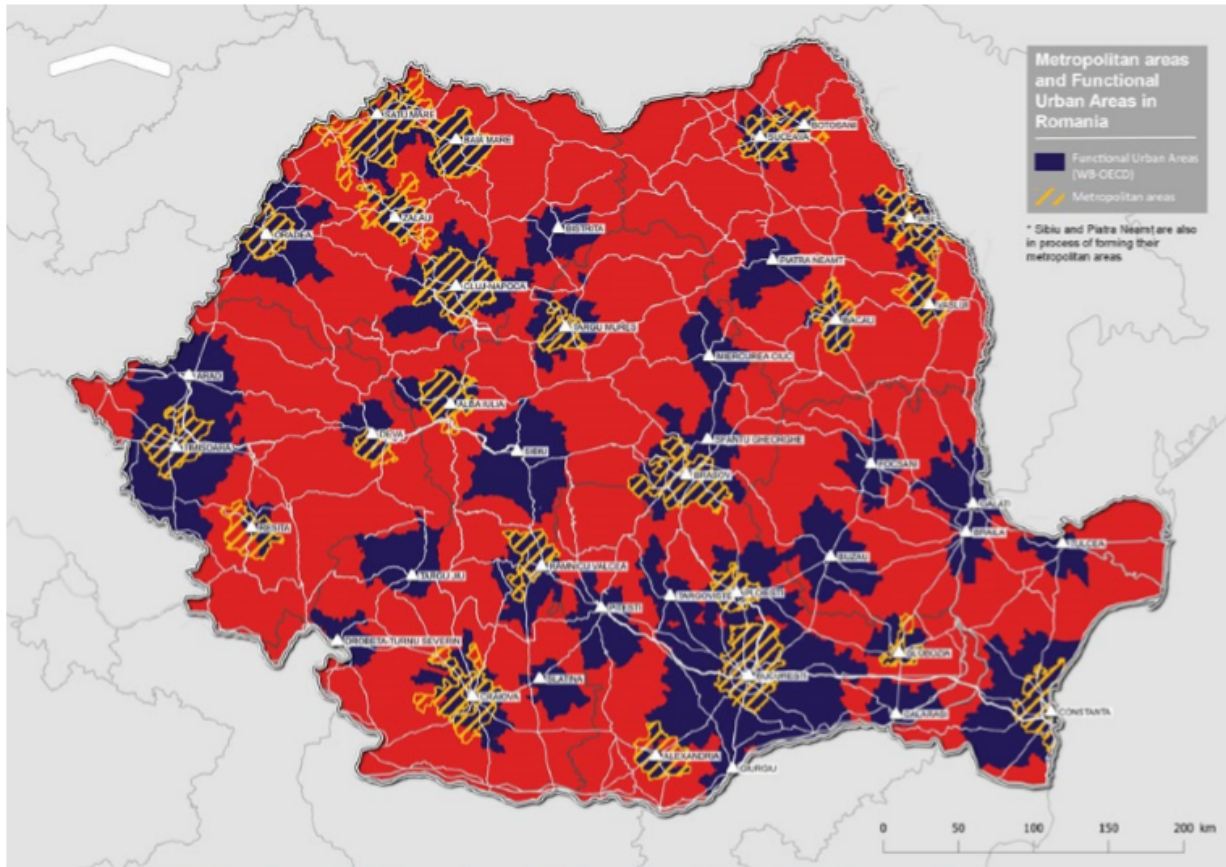 Metropolitan areas
and Functional
Urban Areas in
Romania
Functional Urban Areas
(WB-OECD)
Metropolitan areas
* Sibiu and Piatra Neamt are also
in process of forming their
metropolitan areas
SATU MARE
BAIA MARE
BOTOSANI
SUCEAVA
ZALAU
IASI
ORADEA
BISTRITA
PIATRA NEAMT
CLUJ-NAPOCA
VASLUI
BACAU
TARGU MURES
MIERCUREA CIUC
ARAD
ALBA IULIA
DEVA
SFANTU GHEORGHE
TIMISOARA
SIBIU
FOCSANI
BRASOV
GALATI
RESITA
BRAILA
TULCEA
BUZAU
RAMNICU VALCEA
TARGU JIU
TARGOVISTE
PLOIESTI
PITESTI
DROBETA-TURNU SEVERIN
SLOBOZIA
BUCURESTI
SLATINA
CRAIOVA
CALARASI
CONSTANTA
ALEXANDRIA
GIURGIU
0 50 100 150 200 km